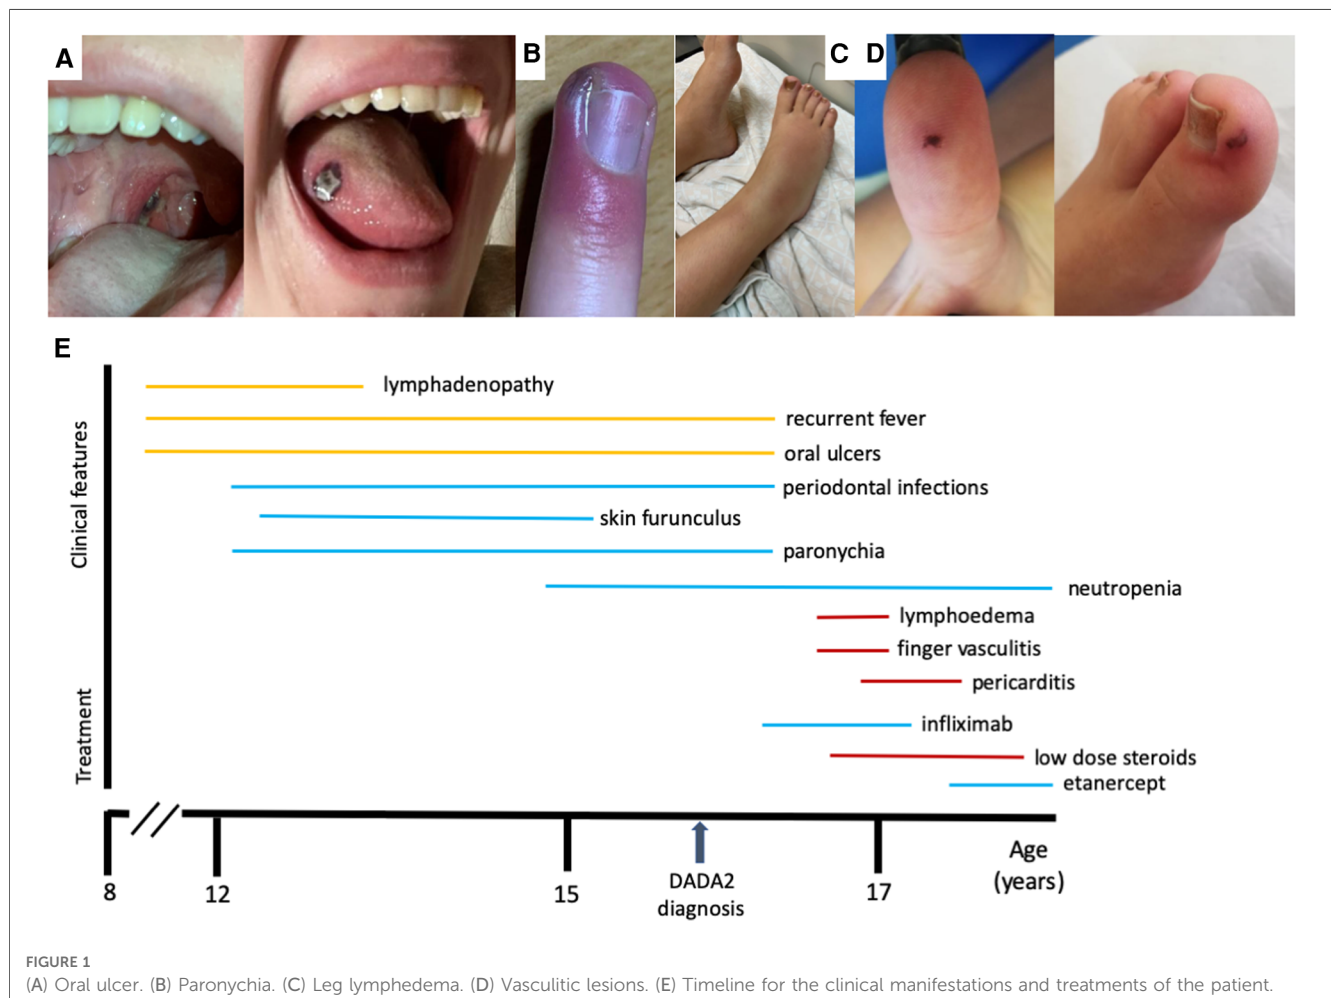 A
B
C
D
E
Clinical features
Treatment
lymphadenopathy
recurrent fever
oral ulcers
periodontal infections
skin furunculus
paronychia
neutropenia
lymphoedema
finger vasculitis
pericarditis
infliximab
low dose steroids
etanercept
8
12
15
DADA2
diagnosis
17
Age
(years)
FIGURE 1
(A) Oral ulcer. (B) Paronychia. (C) Leg lymphedema. (D) Vasculitic lesions. (E) Timeline for the clinical manifestations and treatments of the patient.